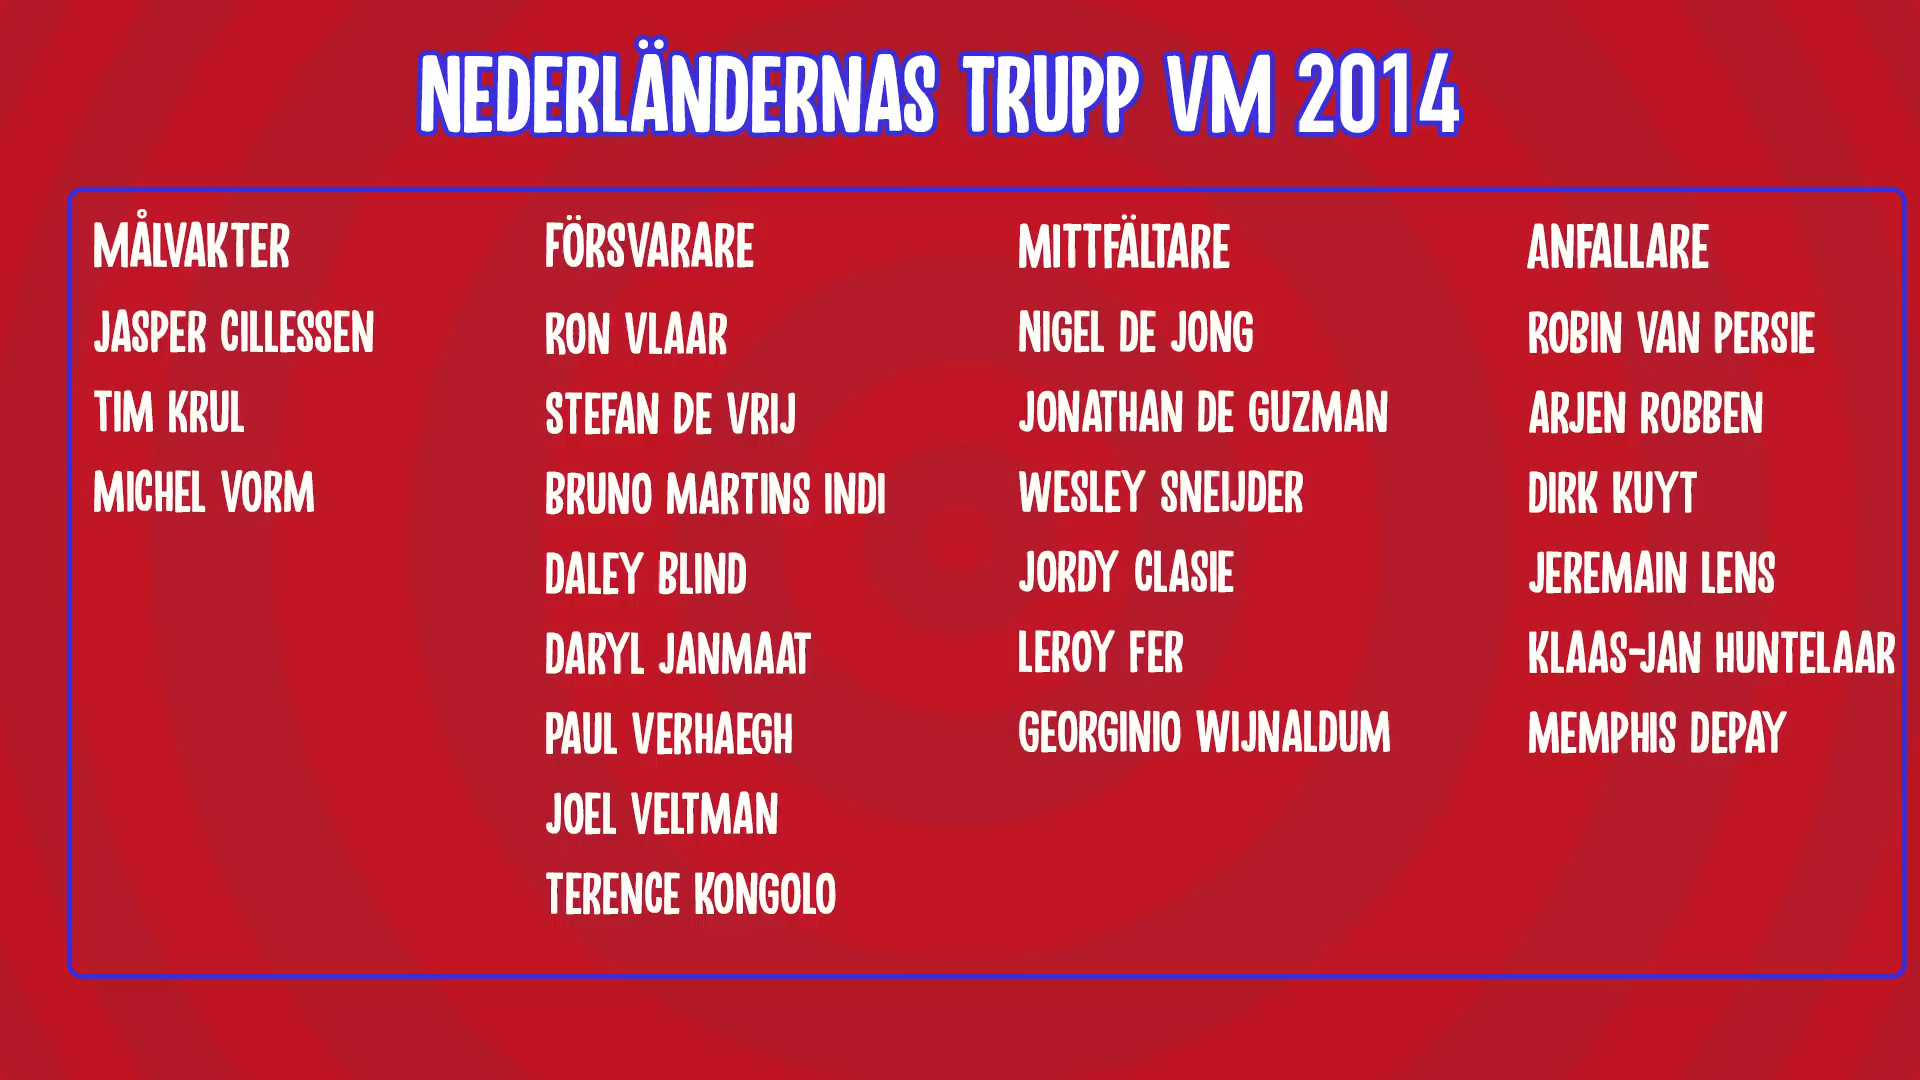 NEDERLÄNDERNAS TRUPP VM 2014
MÅLVAKTER
JASPER CILLESSEN
TIM KRUL
MICHEL VORM
FÖRSVARARE
RON VLAAR
STEFAN DE VRIJ
BRUNO MARTINS INDI
DALEY BLIND
DARYL JANMAAT
PAUL VERHAEGH
JOEL VELTMAN
TERENCE KONGOLO
MITTFÄLTARE
NIGEL DE JONG
JONATHAN DE GUZMAN
WESLEY SNEIJDER
JORDY CLASIE
LEROY FER
GEORGINIO WIJNALDUM
ANFALLARE
ROBIN VAN PERSIE
ARJEN ROBBEN
DIRK KUYT
JEREMAIN LENS
KLAAS-JAN HUNTELAAR
MEMPHIS DEPAY